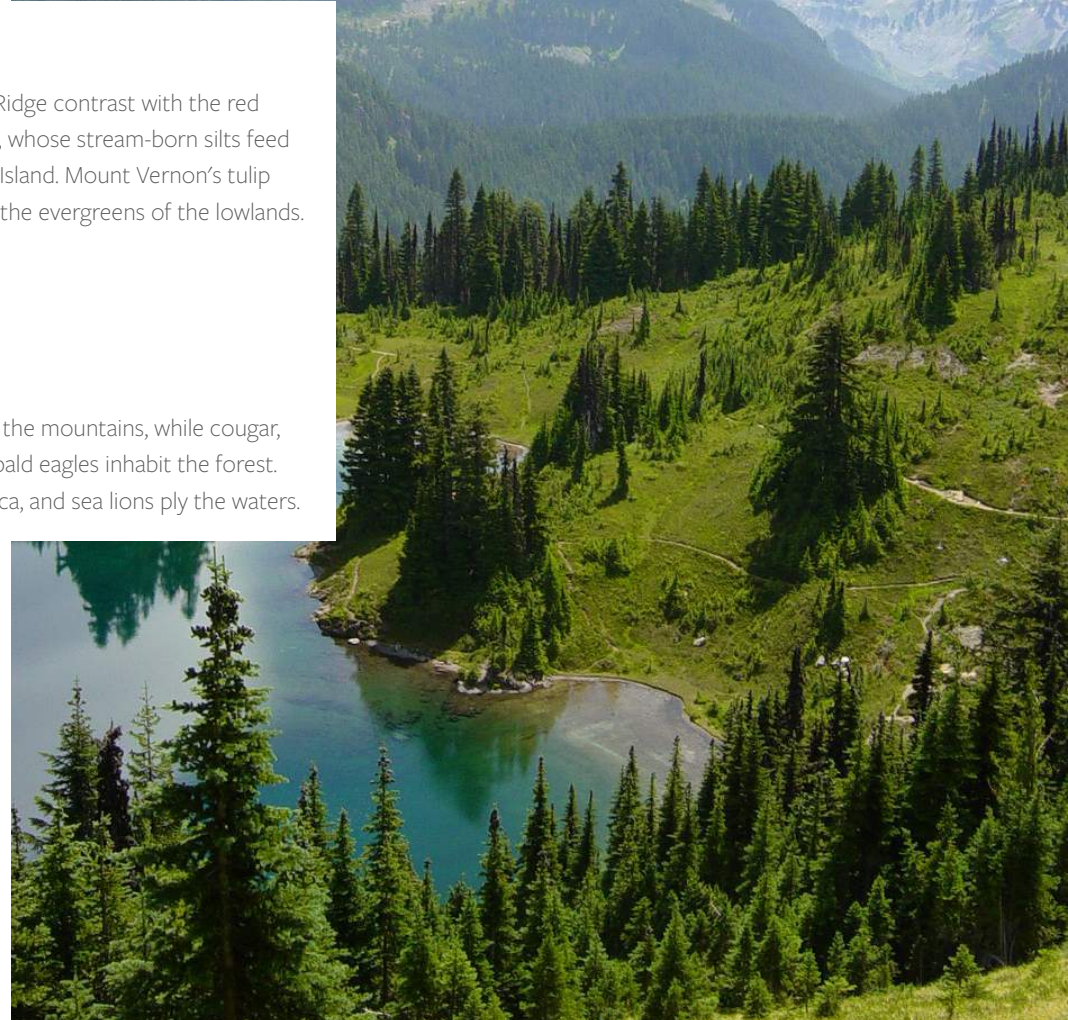 Ridge contrast with the red
, whose stream-born silts feed
Island. Mount Vernon's tulip
the evergreens of the lowlands.
the mountains, while cougar,
bald eagles inhabit the forest.
ca, and sea lions ply the waters.